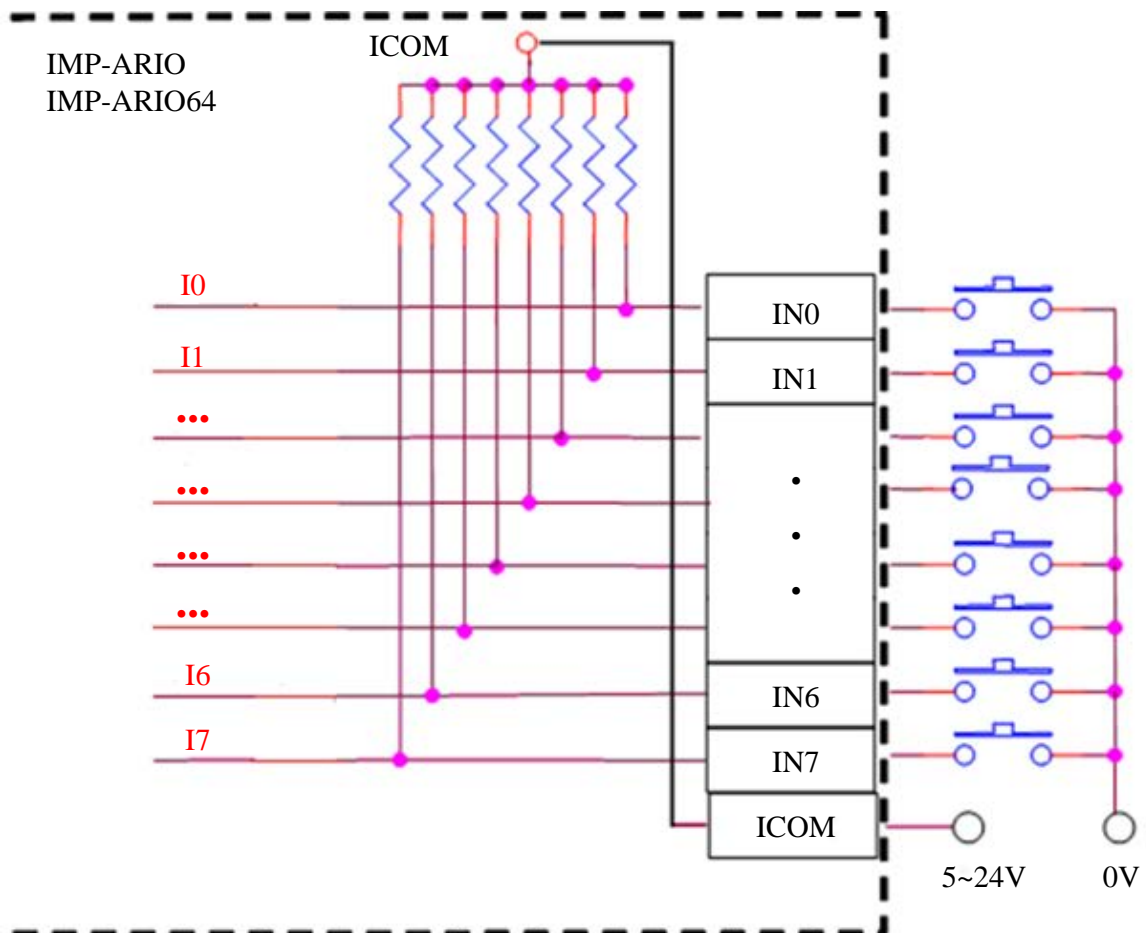 ICOM
IMP-ARIO
IMP-ARIO64
I0
IN0
I1
IN1
...
...
...
...
I6
IN6
I7
IN7
ICOM
5~24V
0V